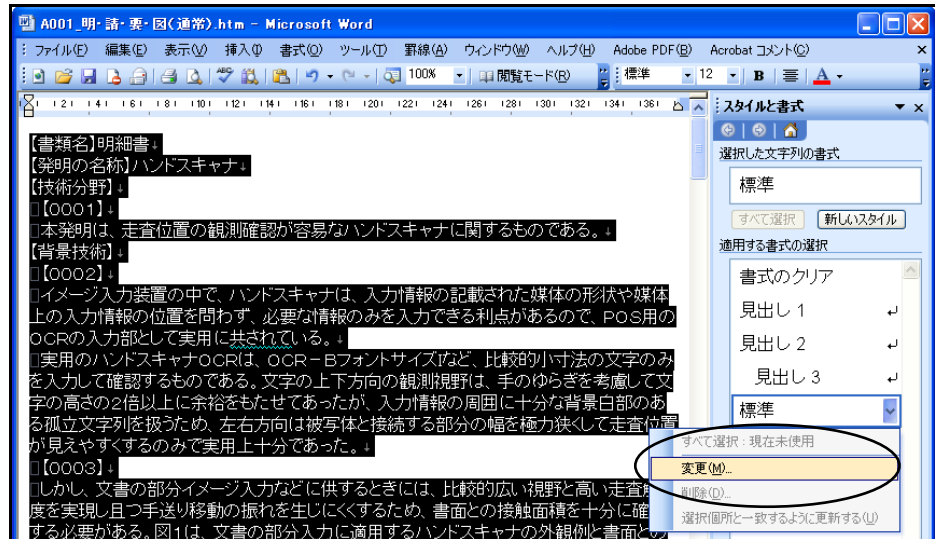 A001_明・請・要・図(通常).htm - Microsoft Word
ファイル(F) 編集(E) 表示(V) 挿入(I) 書式(O) ツール(T) 罫線(A) ウィンドウ(W) ヘルプ(H) Adobe PDF(B) Acrobat コメント(C)
100% 閲覧モード(R) 標準 12 B A
|2| |4| |6| |8| |10| |12| |14| |16| |18| |20| |22| |24| |26| |28| |30| |32| |34| |36|
【書類名】明細書↓
【発明の名称】ハンドスキャナ↓
【技術分野】↓
□【0001】↓
□本発明は、走査位置の観測確認が容易なハンドスキャナに関するものである。↓
【背景技術】↓
□【0002】↓
□イメージ入力装置の中で、ハンドスキャナは、入力情報の記載された媒体の形状や媒体
上の入力情報の位置を問わず、必要な情報のみを入力できる利点があるので、POS用の
OCRの入力部として実用に共されている。↓
□実用のハンドスキャナOCRは、OCR-Bフォントサイズなど、比較的小寸法の文字のみ
を入力して確認するものである。文字の上下方向の観測視野は、手のゆらぎを考慮して文
字の高さの2倍以上に余裕をもたせてあったが、入力情報の周囲に十分な背景白部のあ
る孤立文字列を扱うため、左右方向は被写体と接続する部分の幅を極力狭くして走査位置
が見えやすくするのみで実用上十分であった。↓
□【0003】↓
□しかし、文書の部分イメージ入力などに供するときには、比較的広い視野と高い走査
度を実現し且つ手送り移動の振れを生じにくくするため、書面との接触面積を十分に確
する必要がある。図1は、文書の部分入力に適用するハンドスキャナの外観例と書面との
スタイルと書式
選択した文字列の書式
標準
すべて選択 新しいスタイル
適用する書式の選択
書式のクリア
見出し 1 ↵
見出し 2 ↵
見出し 3 ↵
標準
すべて選択 : 現在未使用
変更(M)...
削除(D)...
選択個所と一致するように更新する(U)